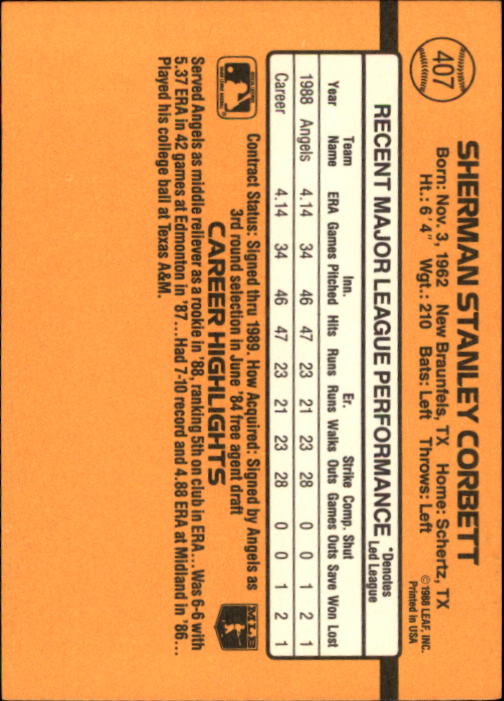 407
SHERMAN STANLEY CORBETT
Born: Nov. 3, 1962 New Braunfels, TX Home: Schertz, TX
Ht.: 6'4" Wgt.: 210 Bats: Left Throws: Left
©1988 LEAF, INC.
Printed in USA
RECENT MAJOR LEAGUE PERFORMANCE
*Denotes
Led League
Team Inn. Er. Strike Comp. Shut
Year Name ERA Games Pitched Hits Runs Runs Walks Outs Games Outs Save Won Lost
1988 Angels 4.14 34 46 47 23 21 23 28 0 0 1 2 1
Career 4.14 34 46 47 23 21 23 28 0 0 1 2 1
Contract Status: Signed thru 1989. How Acquired: Signed by Angels as
3rd round selection in June '84 free agent draft
CAREER HIGHLIGHTS
MLB
Served Angels as middle reliever as a rookie in '88, ranking 5th on club in ERA...Was 6-6 with
5.37 ERA in 42 games at Edmonton in '87...Had 7-10 record and 4.88 ERA at Midland in '86...
Played his college ball at Texas A&M.